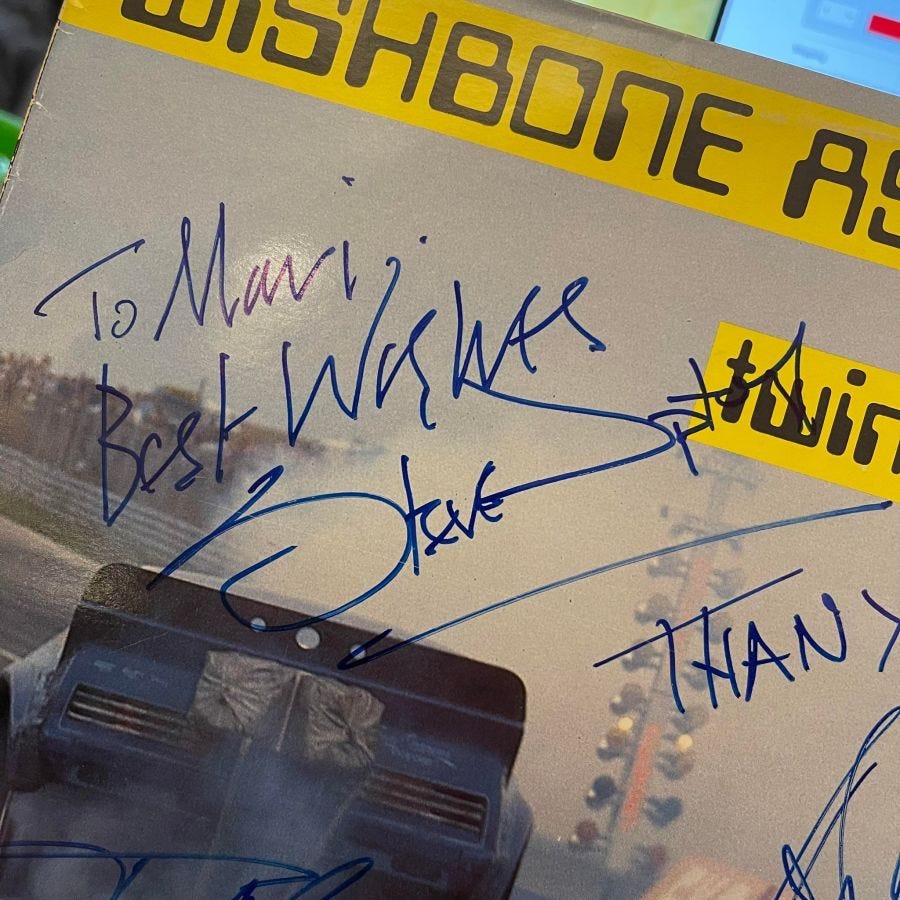 WISHBONE AS
To Mari,
Best Wishes
twin
Steve
THAN